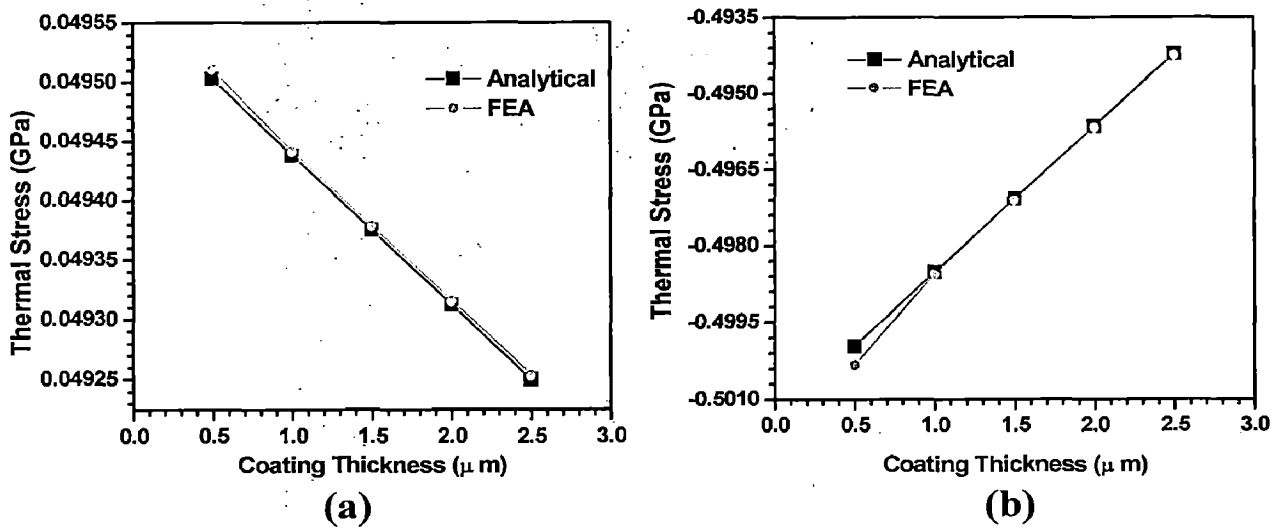 0.04955
0.04950
0.04945
0.04940
0.04935
0.04930
0.04925
Thermal Stress (GPa)
Analytical
FEA
0.0 0.5 1.0 1.5 2.0 2.5 3.0
Coating Thickness (μ m)
(a)
-0.4935
-0.4950
-0.4965
-0.4980
-0.4995
-0.5010
Thermal Stress (GPa)
Analytical
FEA
0.0 0.5 1.0 1.5 2.0 2.5 3.0
Coating Thickness (μ m)
(b)